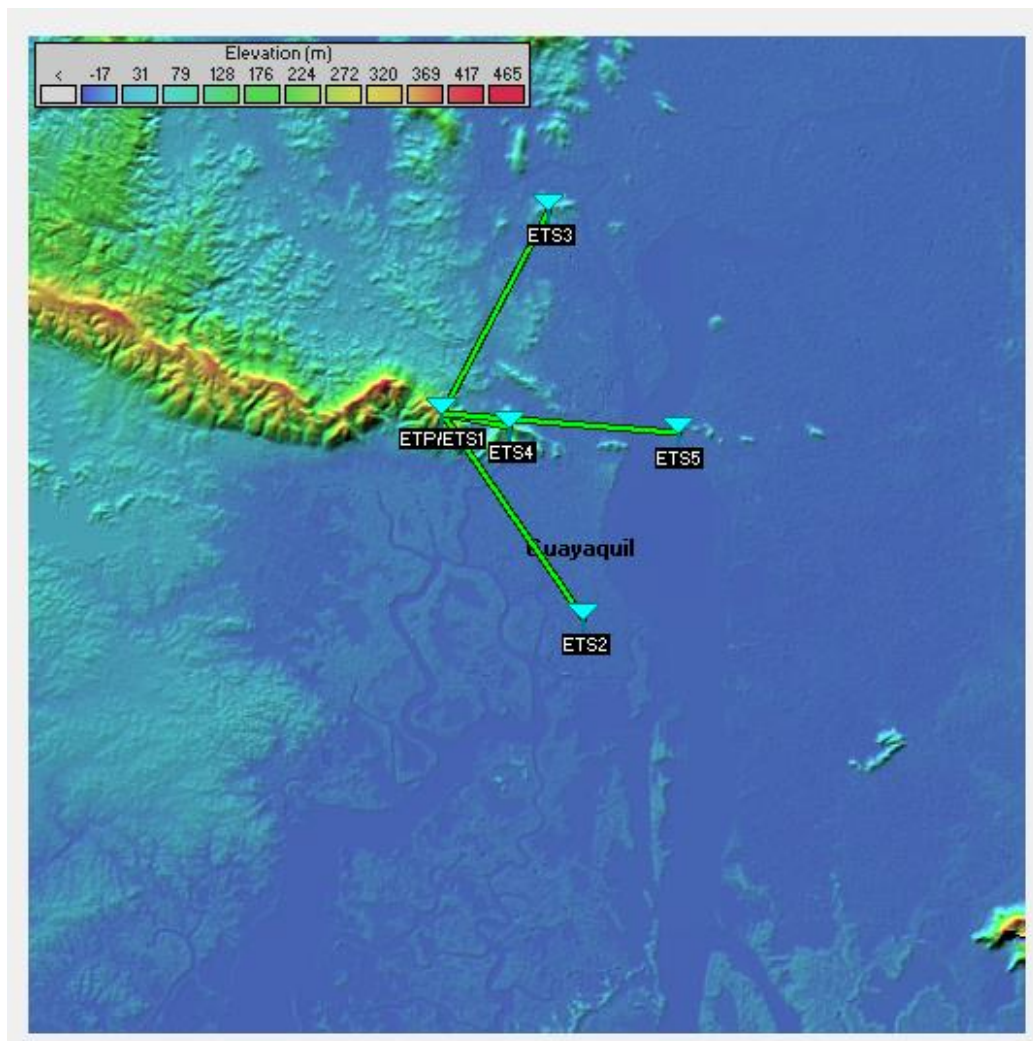 Elevation (m)
< -17 31 79 128 176 224 272 320 369 417 465
ETS3
ETP/ETS1
ETS4
ETS5
Guayaquil
ETS2